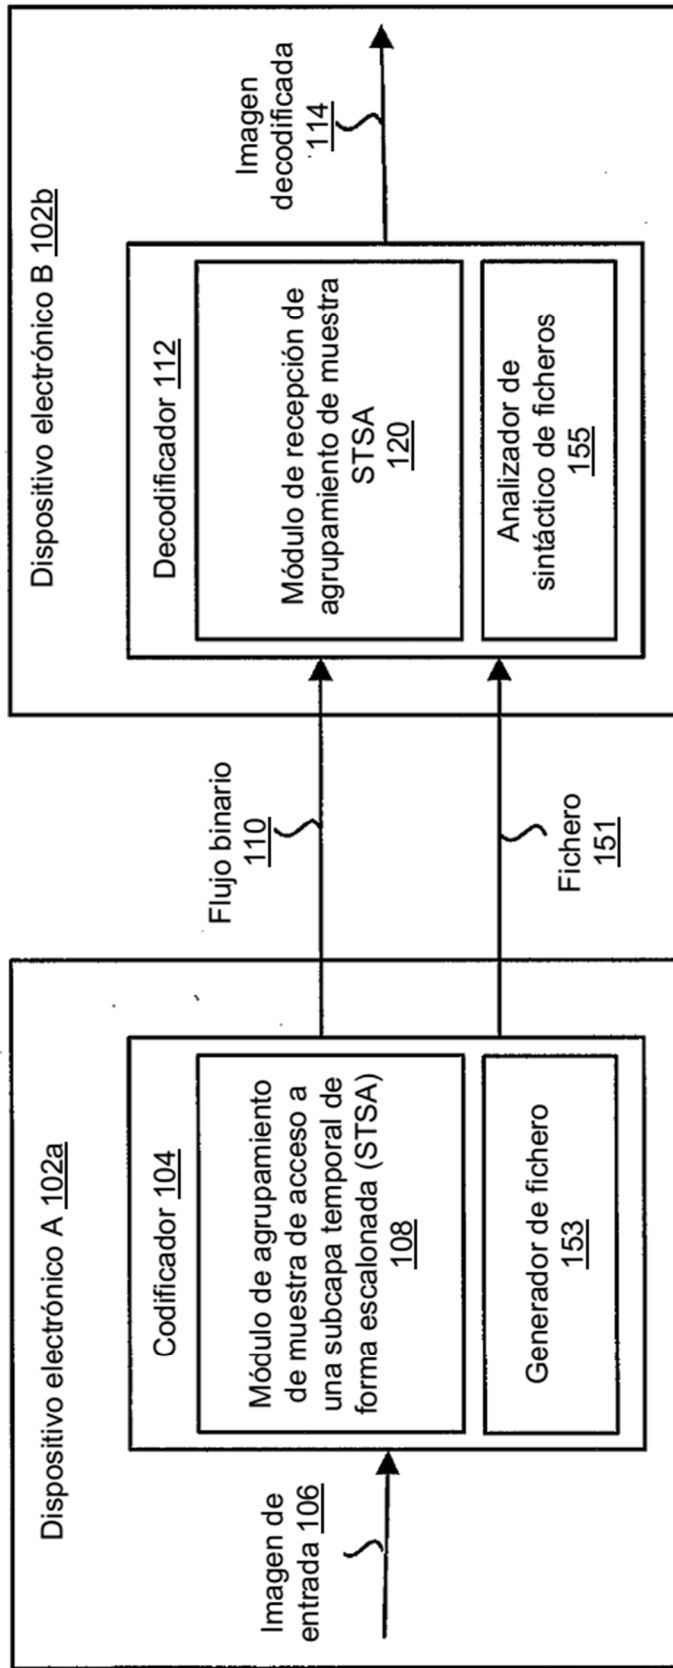 Dispositivo electrónico A 102a
Imagen de
entrada 106
Codificador 104
Módulo de agrupamiento
de muestra de acceso a
una subcapa temporal de
forma escalonada (STSA)
108
Generador de fichero
153
Flujo binario
110
Fichero
151
Dispositivo electrónico B 102b
Decodificador 112
Módulo de recepción de
agrupamiento de muestra
STSA
120
Analizador de
sintáctico de ficheros
155
Imagen
decodificada
114